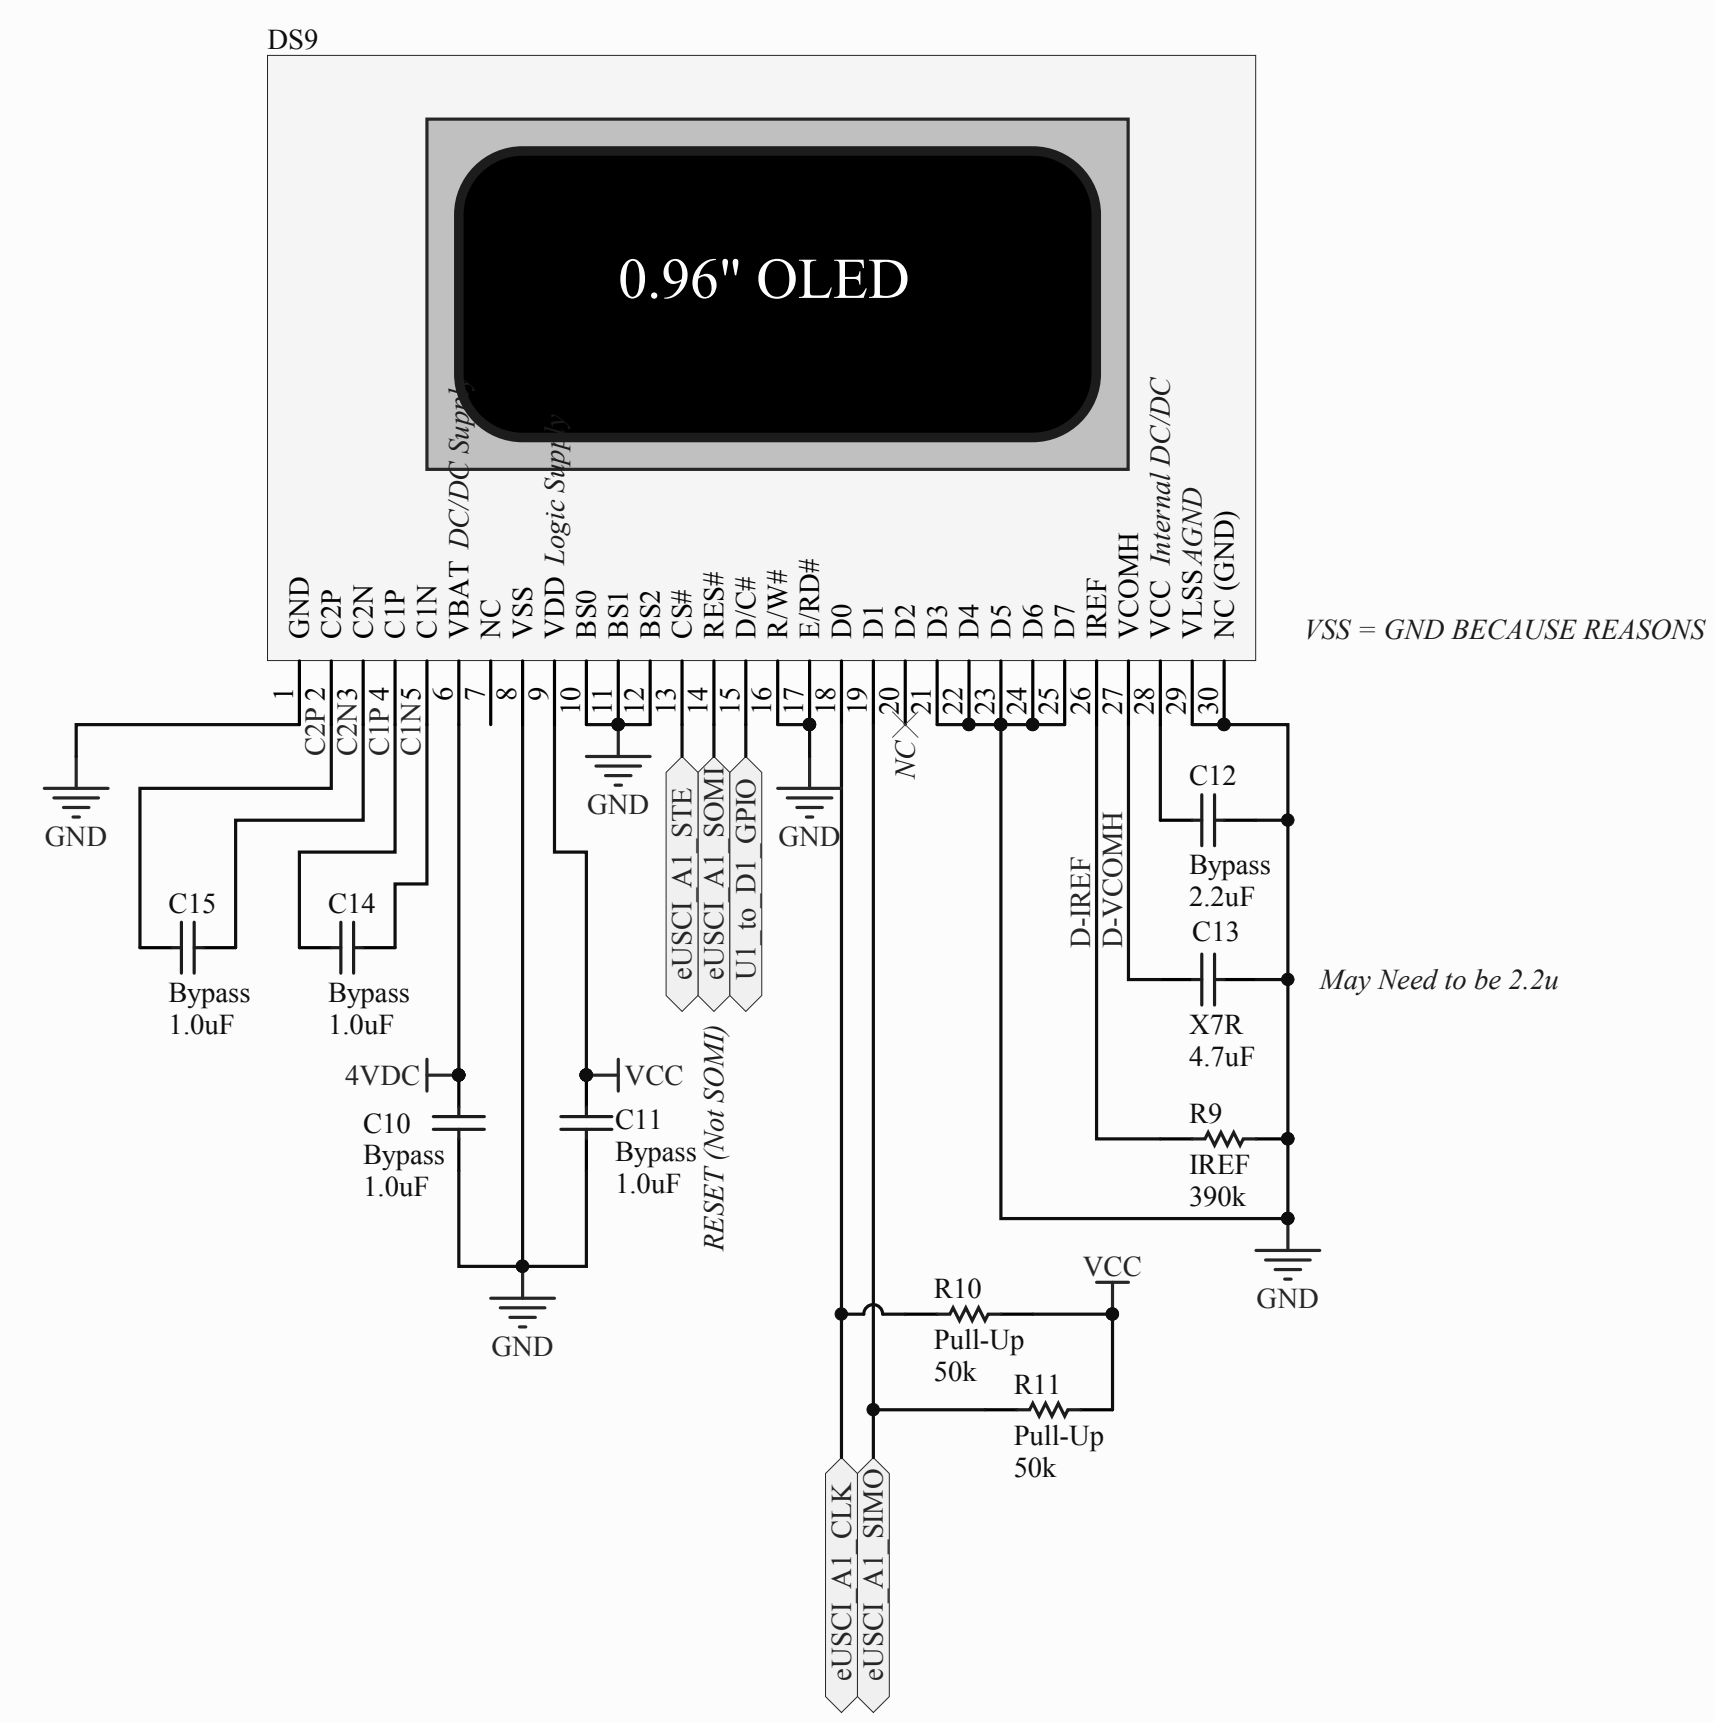 DS9
0.96" OLED
GND
C2P
C2N
C1P
C1N
VBAT DC/DC Supply
NC
VSS
VDD Logic Supply
BS0
BS1
BS2
CS#
RES#
D/C#
R/W#
E/RD#
D0
D1
D2
D3
D4
D5
D6
D7
IREF
VCOMH
VCC Internal DC/DC
VLSS AGND
NC (GND)
VSS = GND BECAUSE REASONS
1
2
3
4
5
6
7
8
9
10
11
12
13
14
15
16
17
18
19
20
21
22
23
24
25
26
27
28
29
30
C2P
C2N
C1P
C1N
NC
GND
GND
GND
eUSCI_A1_STE
eUSCI_A1_SOMI
U1_to_D1_GPIO
RESET (Not SOMI)
D-IREF
D-VCOMH
C12
Bypass
2.2uF
C13
X7R
4.7uF
May Need to be 2.2u
C15
Bypass
1.0uF
C14
Bypass
1.0uF
4VDC
VCC
C10
Bypass
1.0uF
C11
Bypass
1.0uF
R9
IREF
390k
GND
GND
VCC
R10
Pull-Up
50k
R11
Pull-Up
50k
eUSCI_A1_CLK
eUSCI_A1_SIMO